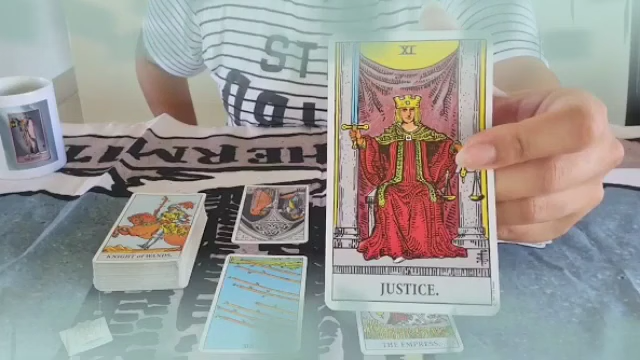 XI
JUSTICE.
ST
HERMIT
KNIGHT of WANDS.
THE EMPRESS.